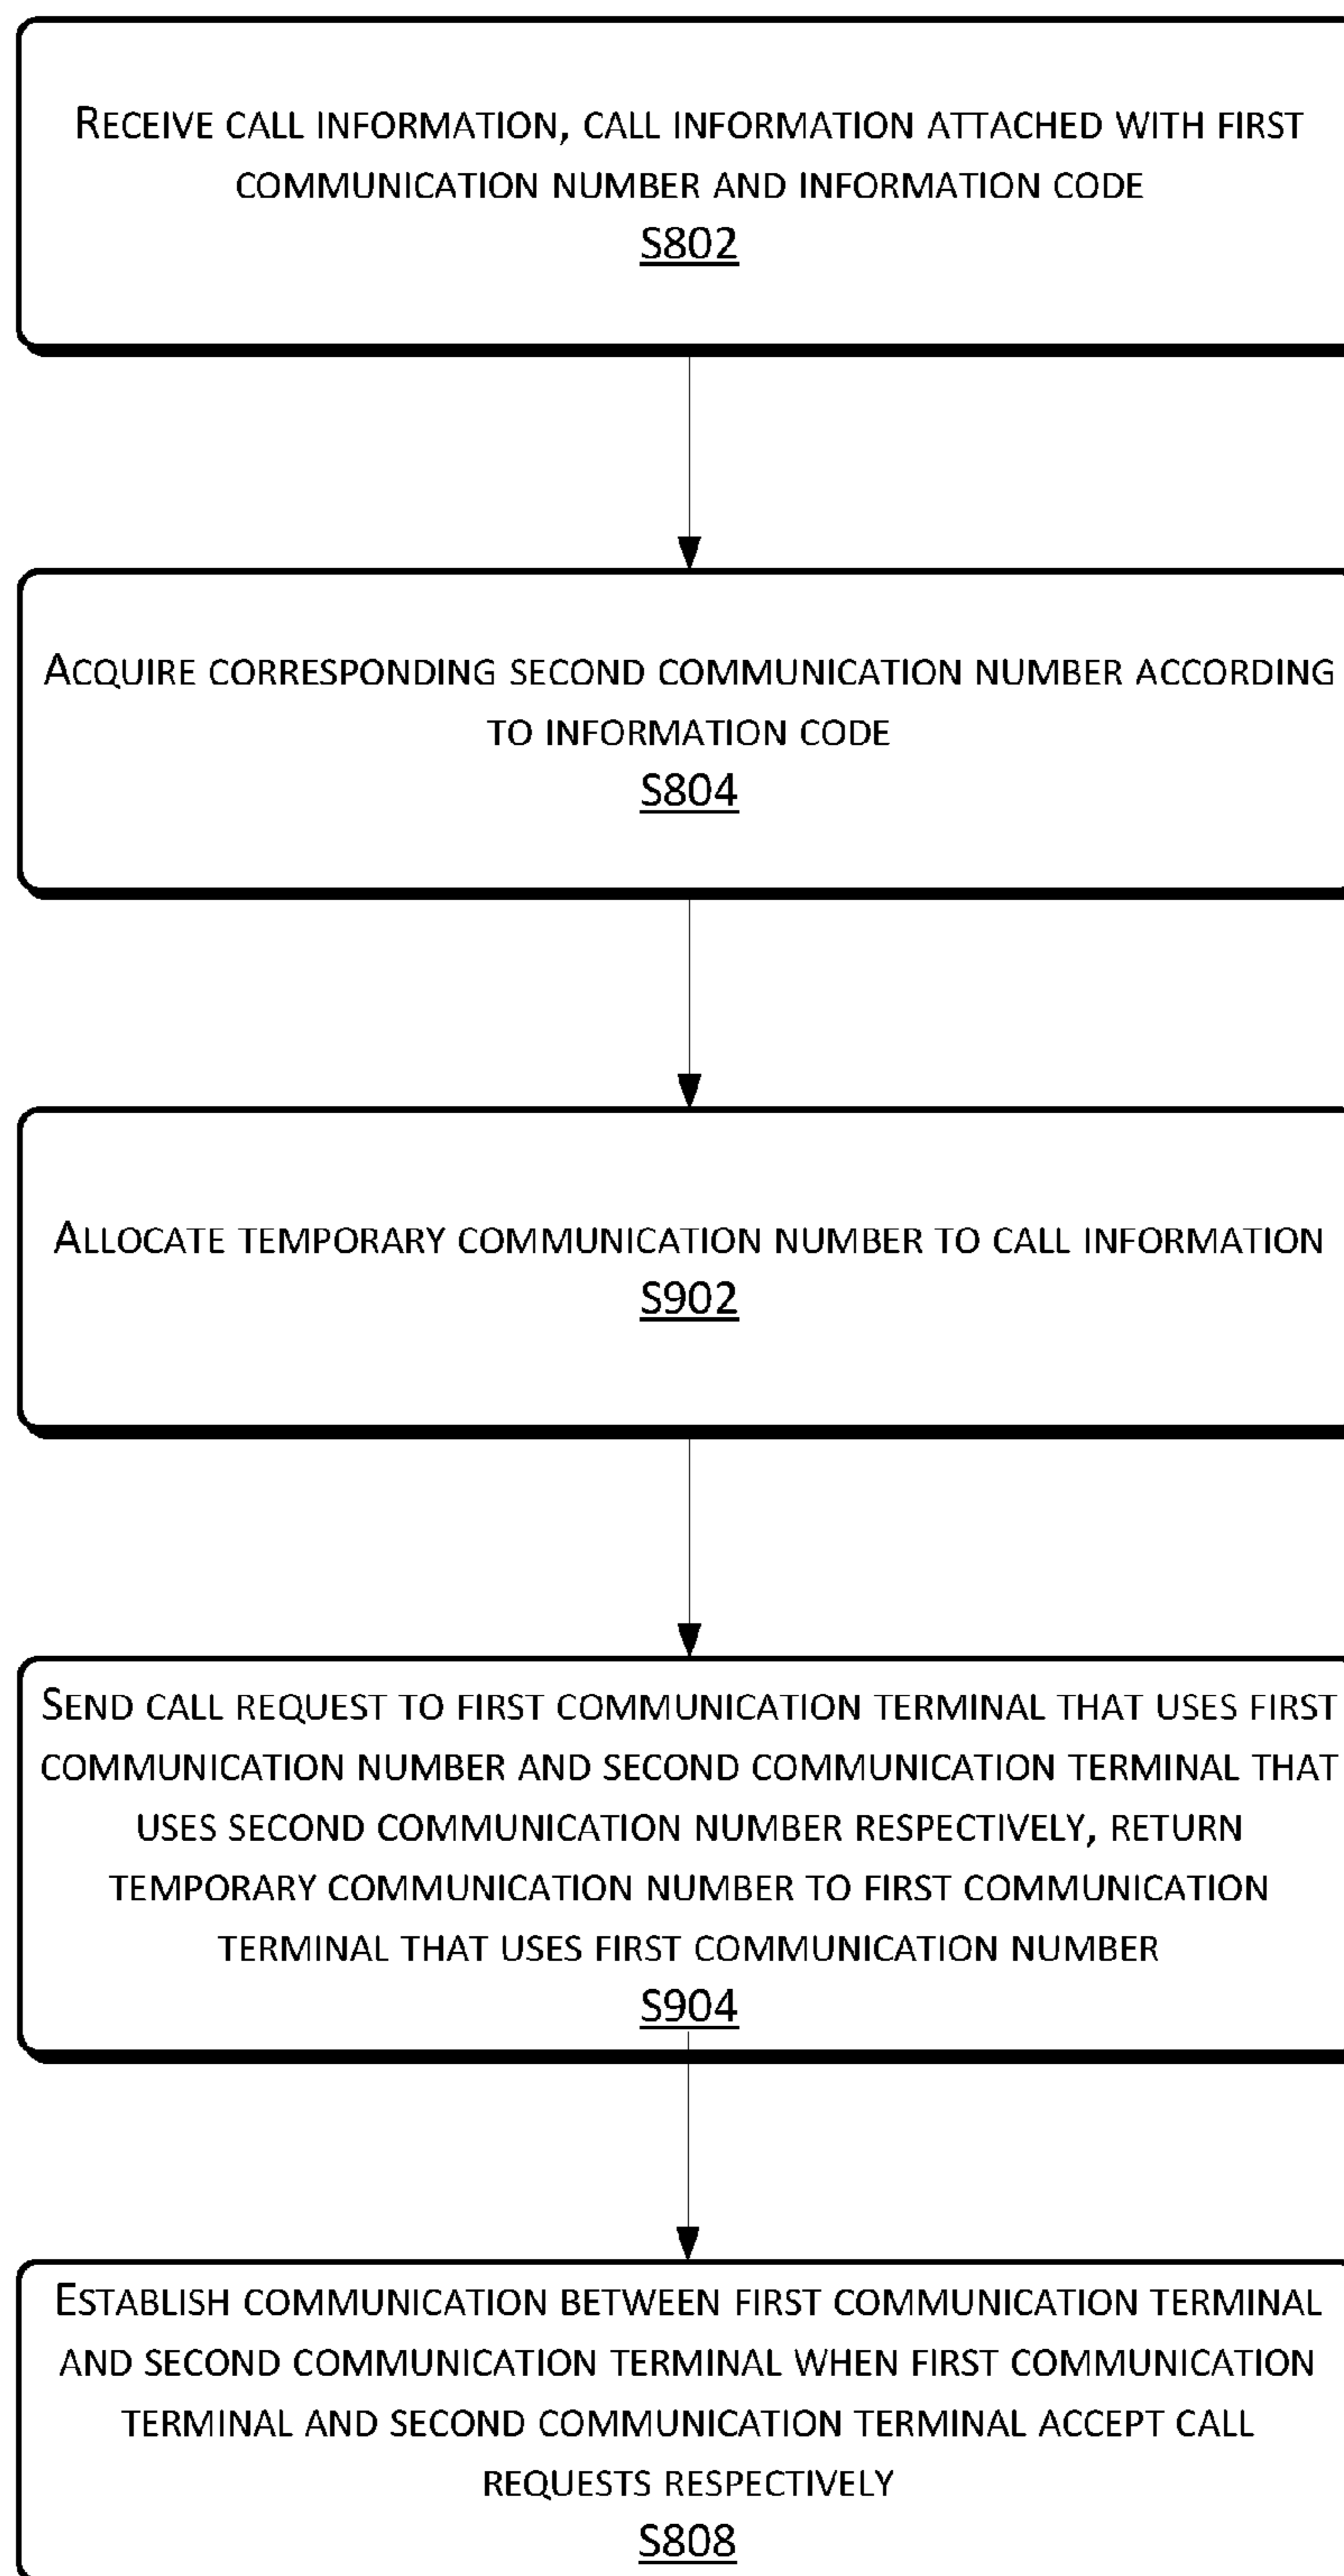 RECEIVE CALL INFORMATION, CALL INFORMATION ATTACHED WITH FIRST
COMMUNICATION NUMBER AND INFORMATION CODE
S802
ACQUIRE CORRESPONDING SECOND COMMUNICATION NUMBER ACCORDING
TO INFORMATION CODE
S804
ALLOCATE TEMPORARY COMMUNICATION NUMBER TO CALL INFORMATION
S902
SEND CALL REQUEST TO FIRST COMMUNICATION TERMINAL THAT USES FIRST
COMMUNICATION NUMBER AND SECOND COMMUNICATION TERMINAL THAT
USES SECOND COMMUNICATION NUMBER RESPECTIVELY, RETURN
TEMPORARY COMMUNICATION NUMBER TO FIRST COMMUNICATION
TERMINAL THAT USES FIRST COMMUNICATION NUMBER
S904
ESTABLISH COMMUNICATION BETWEEN FIRST COMMUNICATION TERMINAL
AND SECOND COMMUNICATION TERMINAL WHEN FIRST COMMUNICATION
TERMINAL AND SECOND COMMUNICATION TERMINAL ACCEPT CALL
REQUESTS RESPECTIVELY
S808